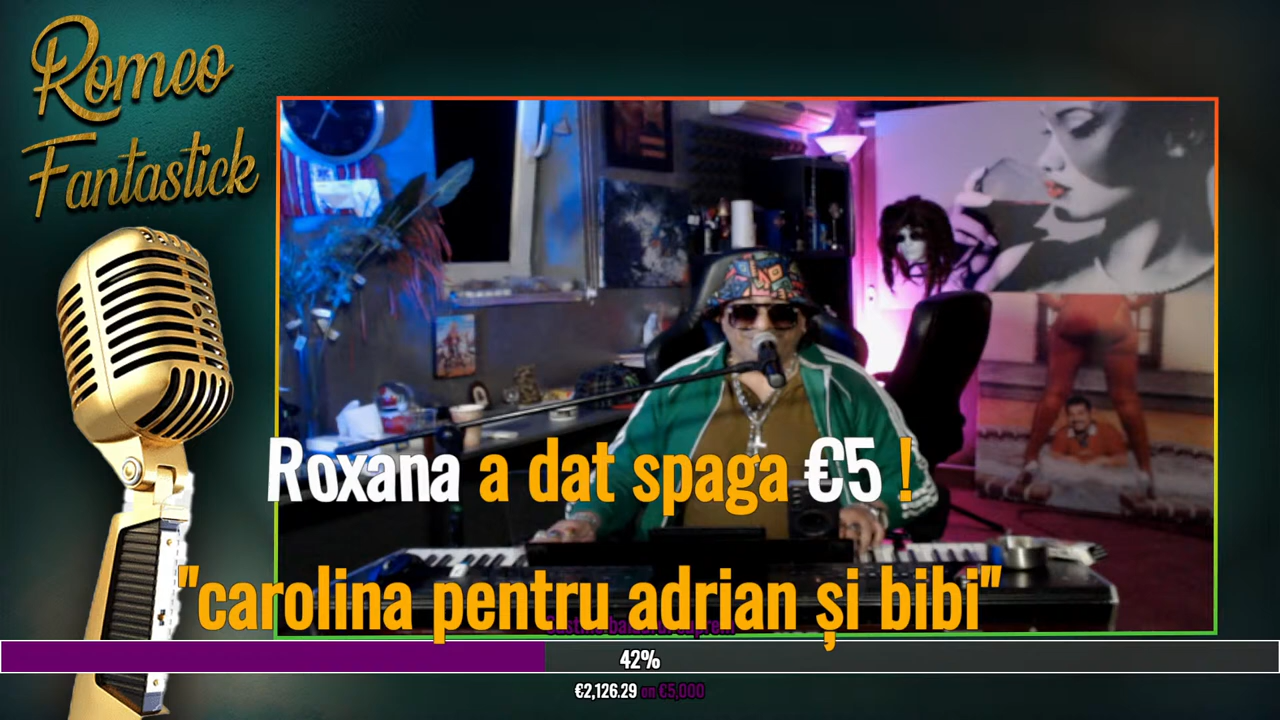 Romeo
Fantastick
Roxana a dat spaga €5 !
"carolina pentru adrian și bibi"
42%
€2,126.29 on €5,000